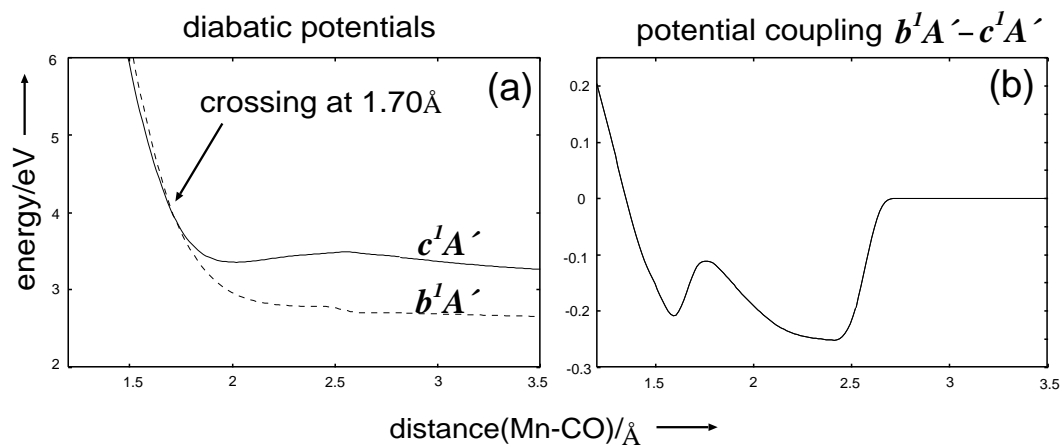 diabatic potentials
potential coupling b¹A´– c¹A´
(a)
crossing at 1.70Å
c¹A´
b¹A´
energy/eV
6
5
4
3
2
1.5 2 2.5 3 3.5
(b)
0.2
0.1
0
-0.1
-0.2
-0.3
1.5 2 2.5 3 3.5
distance(Mn-CO)/Å